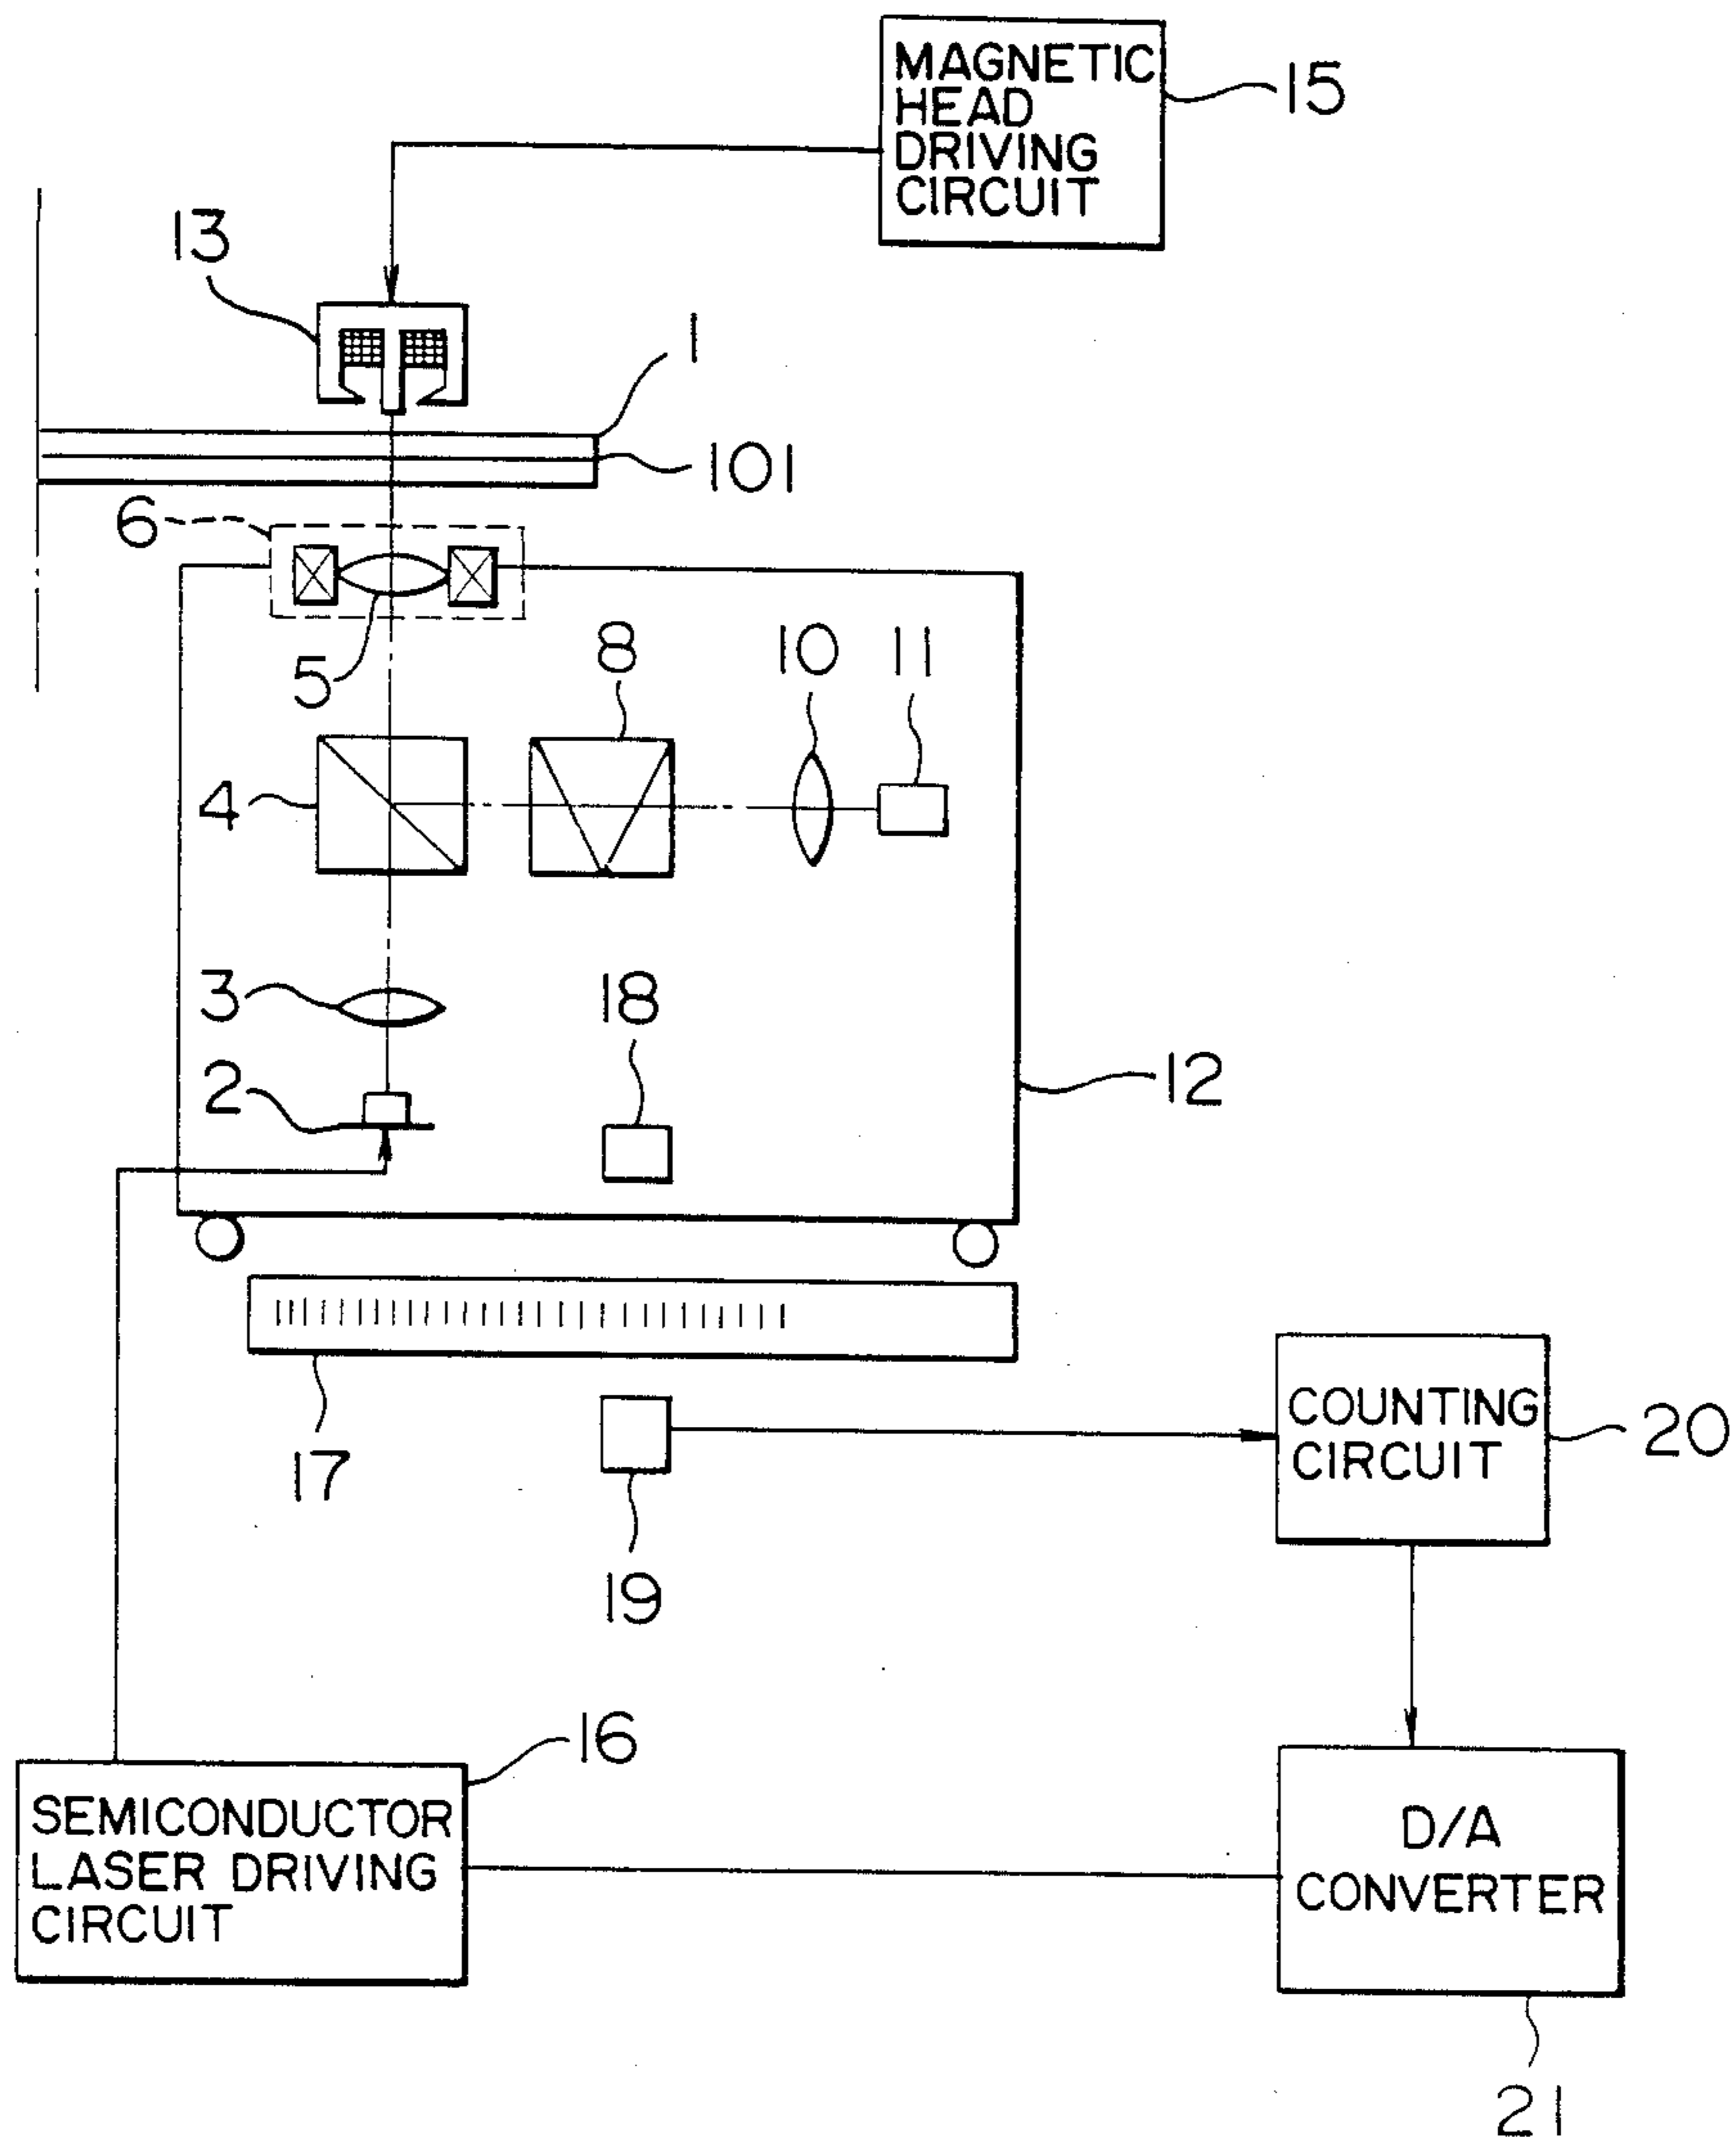 MAGNETIC
HEAD
DRIVING
CIRCUIT
15
13
1
101
6
5
8
10
11
4
3
18
2
12
17
19
COUNTING
CIRCUIT
20
16
SEMICONDUCTOR
LASER DRIVING
CIRCUIT
D/A
CONVERTER
21